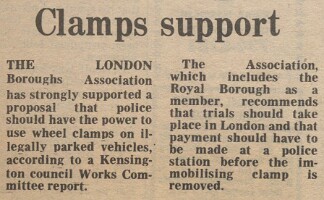 Clamps support
THE LONDON
Boroughs Association
has strongly supported a
proposal that police
should have the power to
use wheel clamps on il-
legally parked vehicles,
according to a Kensing-
ton council Works Com-
mittee report.
The Association,
which includes the
Royal Borough as a
member, recommends
that trials should take
place in London and that
payment should have to
be made at a police
station before the im-
mobilising clamp is
removed.